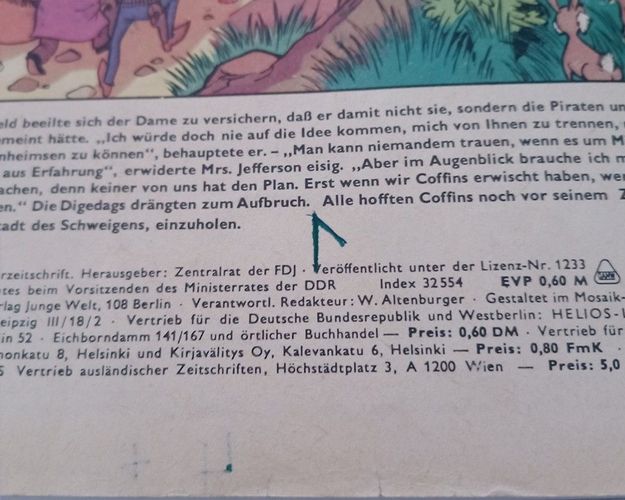 eld beeilte sich der Dame zu versichern, daß er damit nicht sie, sondern die Piraten un
emeint hätte. „Ich würde doch nie auf die Idee kommen, mich von Ihnen zu trennen,
nheimsen zu können“, behauptete er. – „Man kann niemandem trauen, wenn es um M
aus Erfahrung“, erwiderte Mrs. Jefferson eisig. „Aber im Augenblick brauche ich m
achen, denn keiner von uns hat den Plan. Erst wenn wir Coffins erwischt haben, wer
en.“ Die Digedags drängten zum Aufbruch. Alle hofften Coffins noch vor seinem Z
tadt des Schweigens, einzuholen.
erzeitschrift. Herausgeber: Zentralrat der FDJ · Veröffentlicht unter der Lizenz-Nr. 1233
utes beim Vorsitzenden des Ministerrates der DDR Index 32554 EVP 0,60 M
rlag Junge Welt, 108 Berlin · Verantwortl. Redakteur: W. Altenburger · Gestaltet im Mosaik-
eipzig III/18/2 · Vertrieb für die Deutsche Bundesrepublik und Westberlin: HELIOS-L
in 52 · Eichborndamm 141/167 und örtlicher Buchhandel — Preis: 0,60 DM · Vertrieb für
nonkatu 8, Helsinki und Kirjavälitys Oy, Kalevankatu 6, Helsinki — Preis: 0,80 FmK ·
5 Vertrieb ausländischer Zeitschriften, Höchstädtplatz 3, A 1200 Wien — Preis: 5,0